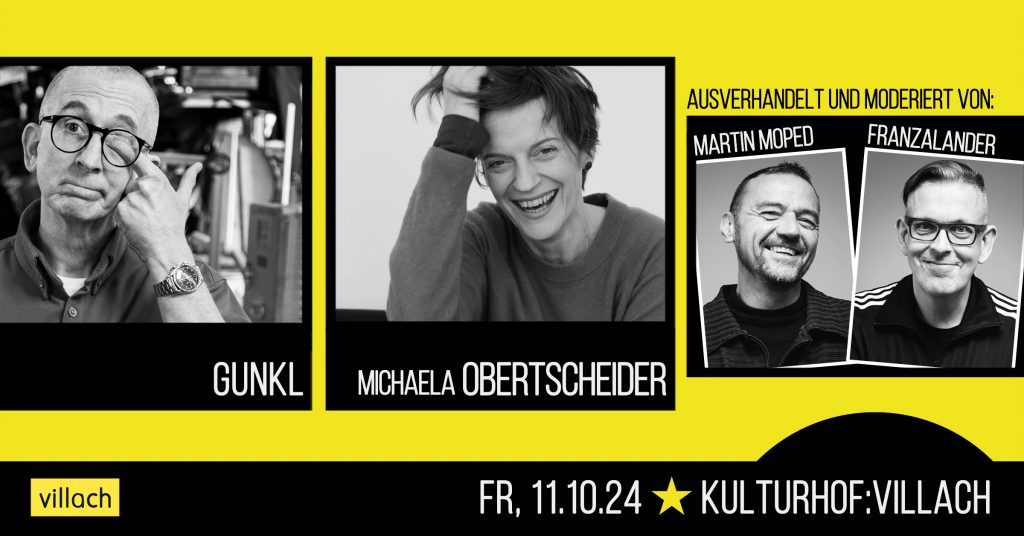 GUNKL
MICHAELA OBERTSCHEIDER
AUSVERHANDELT UND MODERIERT VON:
MARTIN MOPED
FRANZALANDER
villach
FR, 11.10.24 ★ KULTURHOF:VILLACH